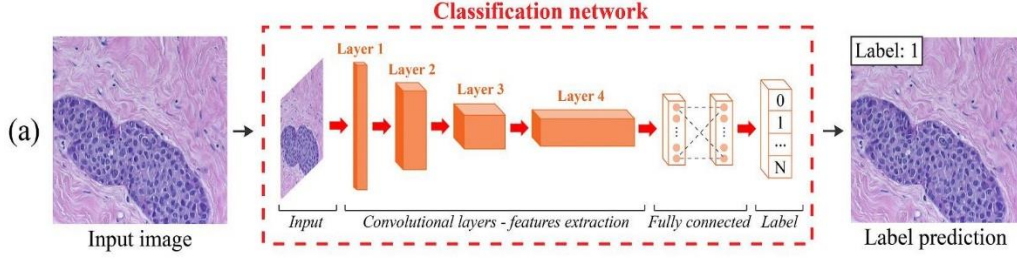 Classification network
(a)
Layer 1
Layer 2
Layer 3
Layer 4
0
1
...
N
Label: 1
Input
Convolutional layers - features extraction
Fully connected
Label
Input image
Label prediction